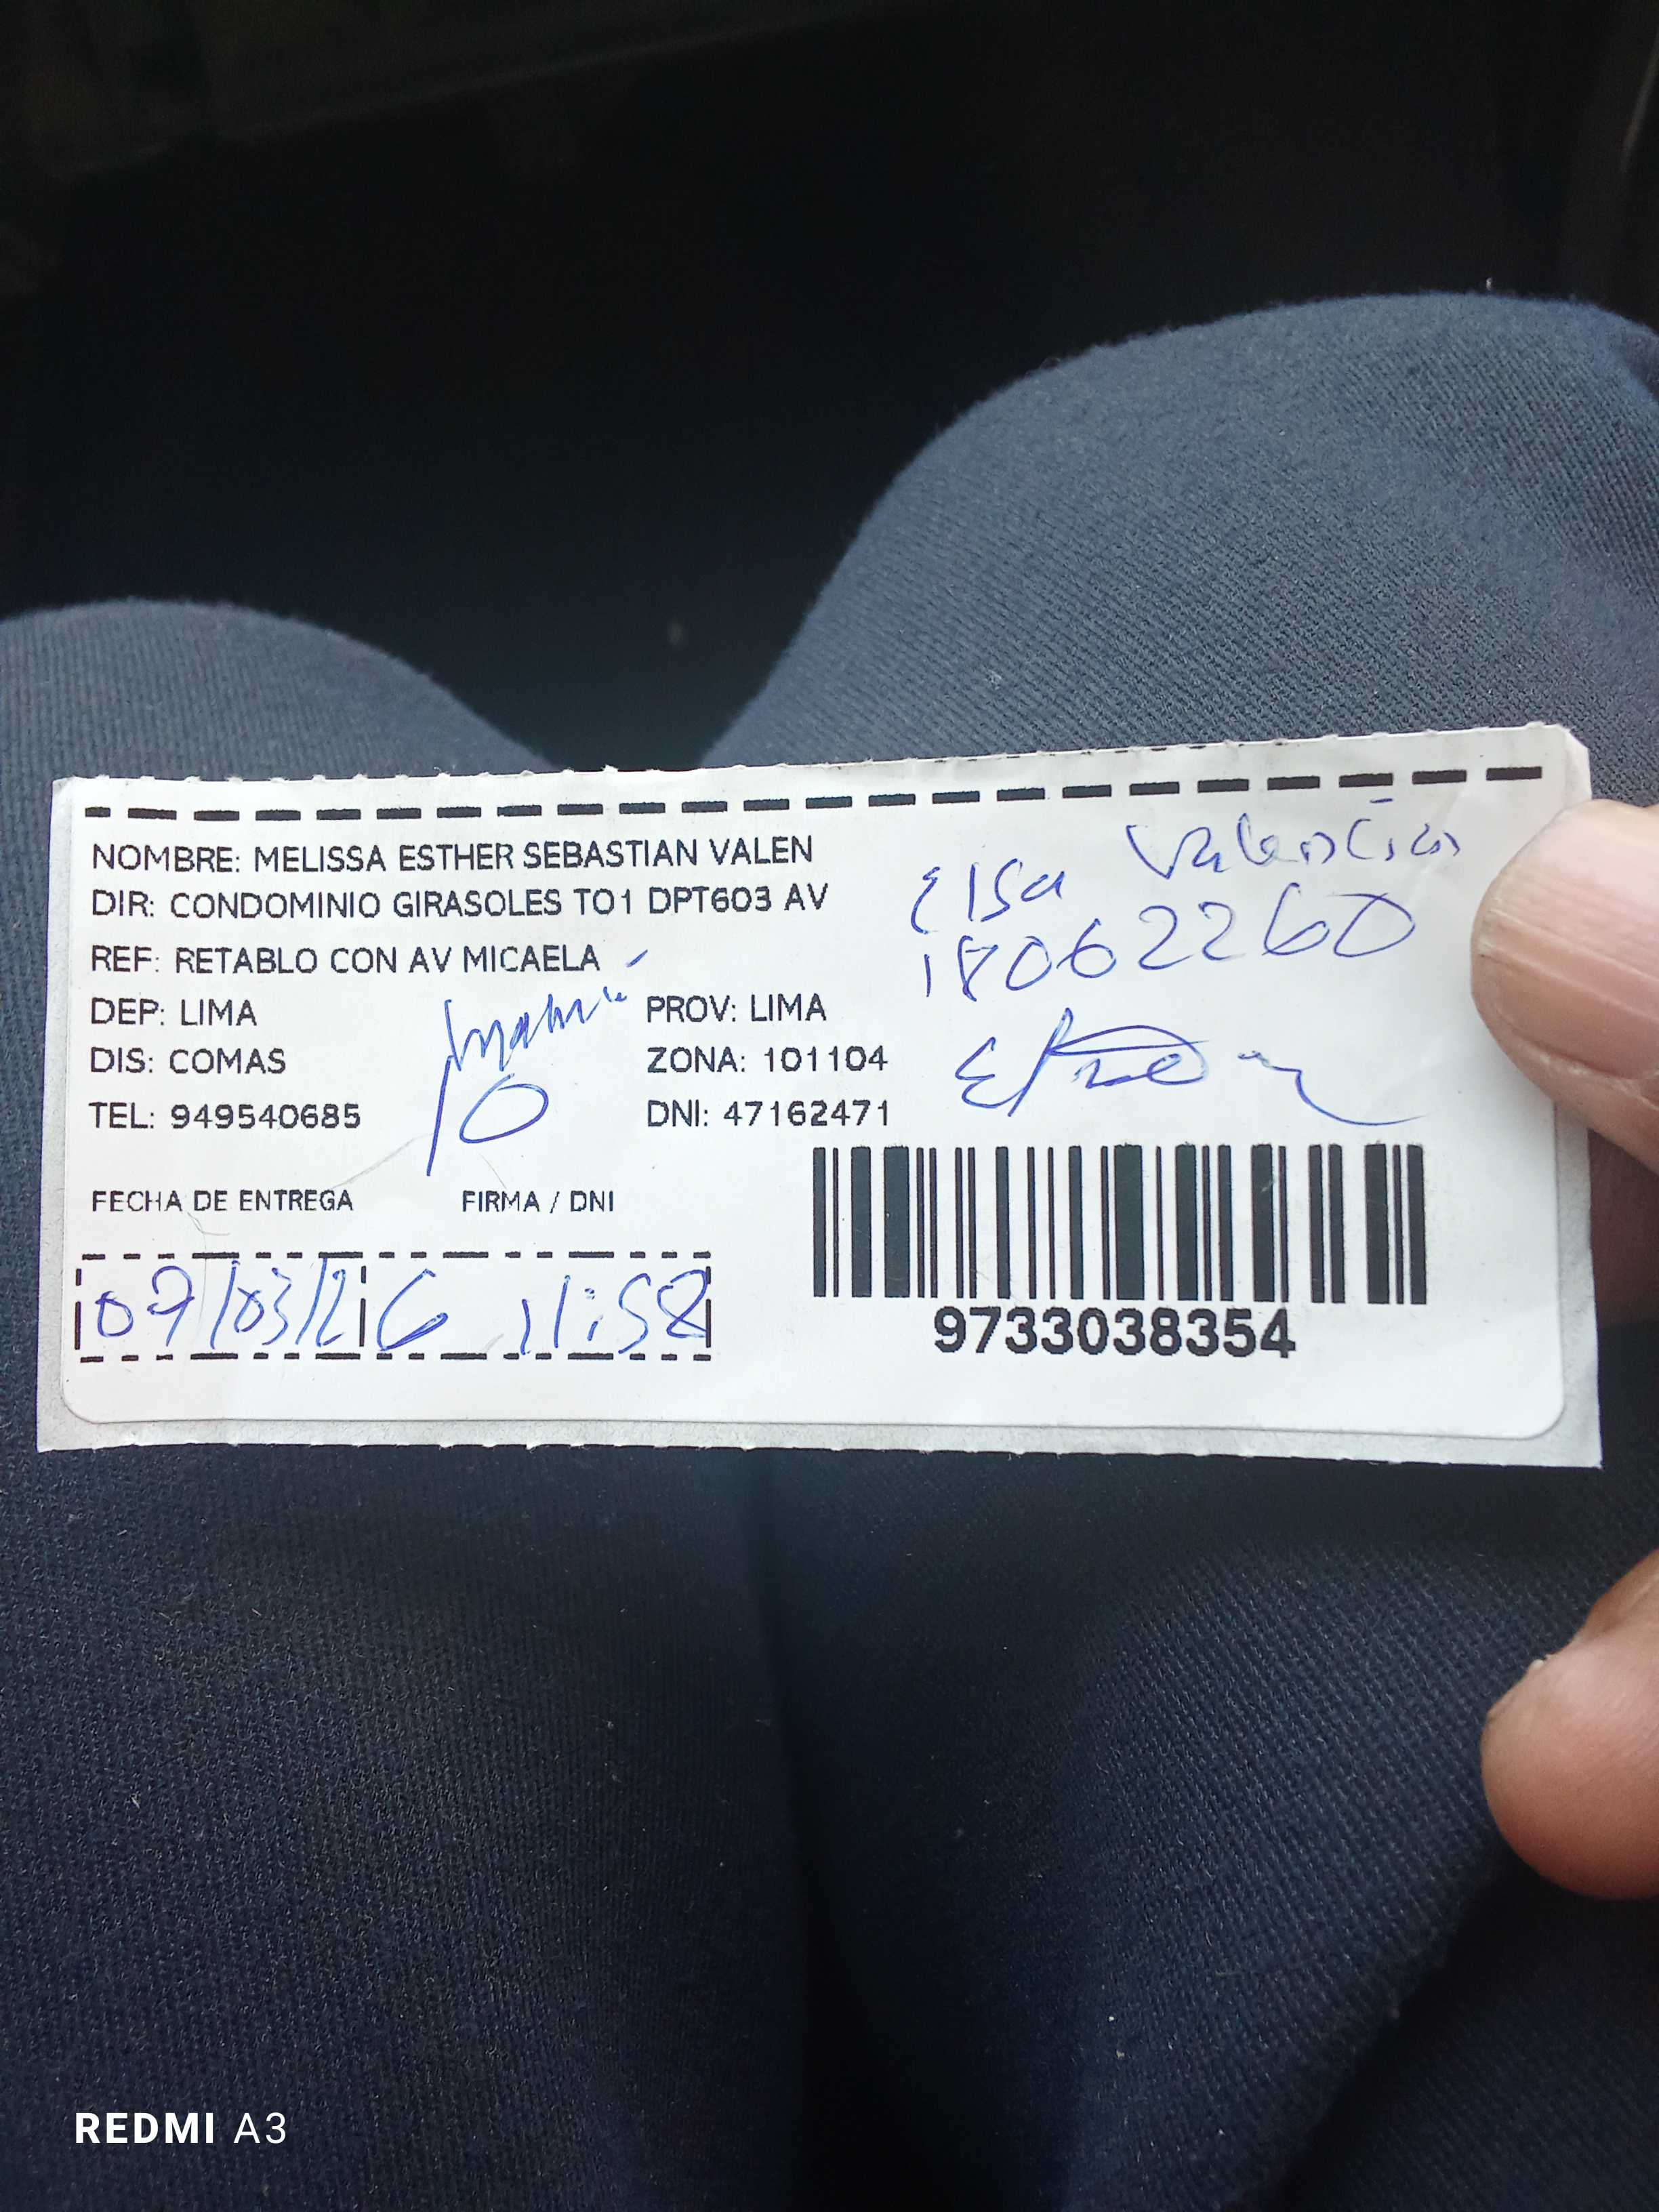 NOMBRE: MELISSA ESTHER SEBASTIAN VALEN
DIR: CONDOMINIO GIRASOLES TO1 DPT603 AV
REF: RETABLO CON AV MICAELA
DEP: LIMA
PROV: LIMA
DIS: COMAS
ZONA: 101104
TEL: 949540685
DNI: 47162471
Elsa Valencia
18062260
10
FECHA DE ENTREGA
FIRMA / DNI
07/03/26 11:58
9733038354
REDMI A3